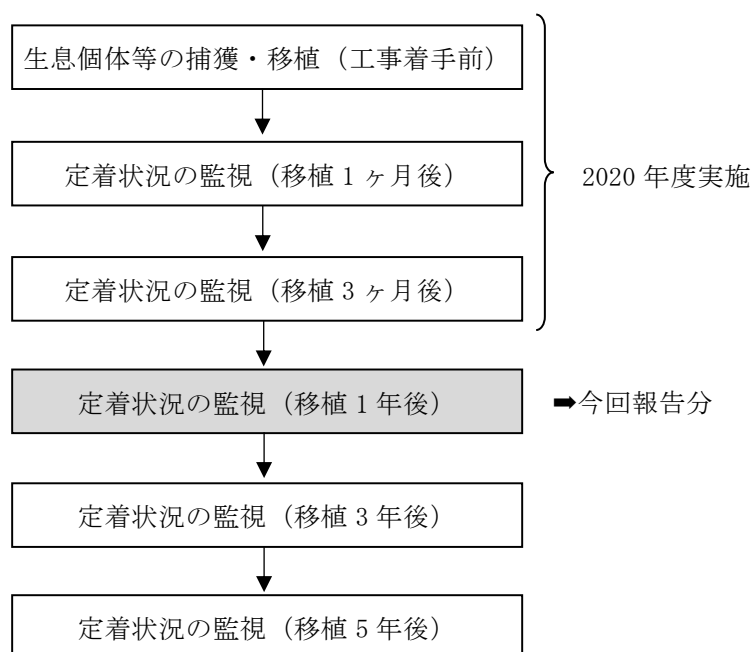 生息個体等の捕獲・移植（工事着手前）
定着状況の監視（移植 1 ヶ月後）
2020 年度実施
定着状況の監視（移植 3 ヶ月後）
定着状況の監視（移植 1 年後）
➡今回報告分
定着状況の監視（移植 3 年後）
定着状況の監視（移植 5 年後）